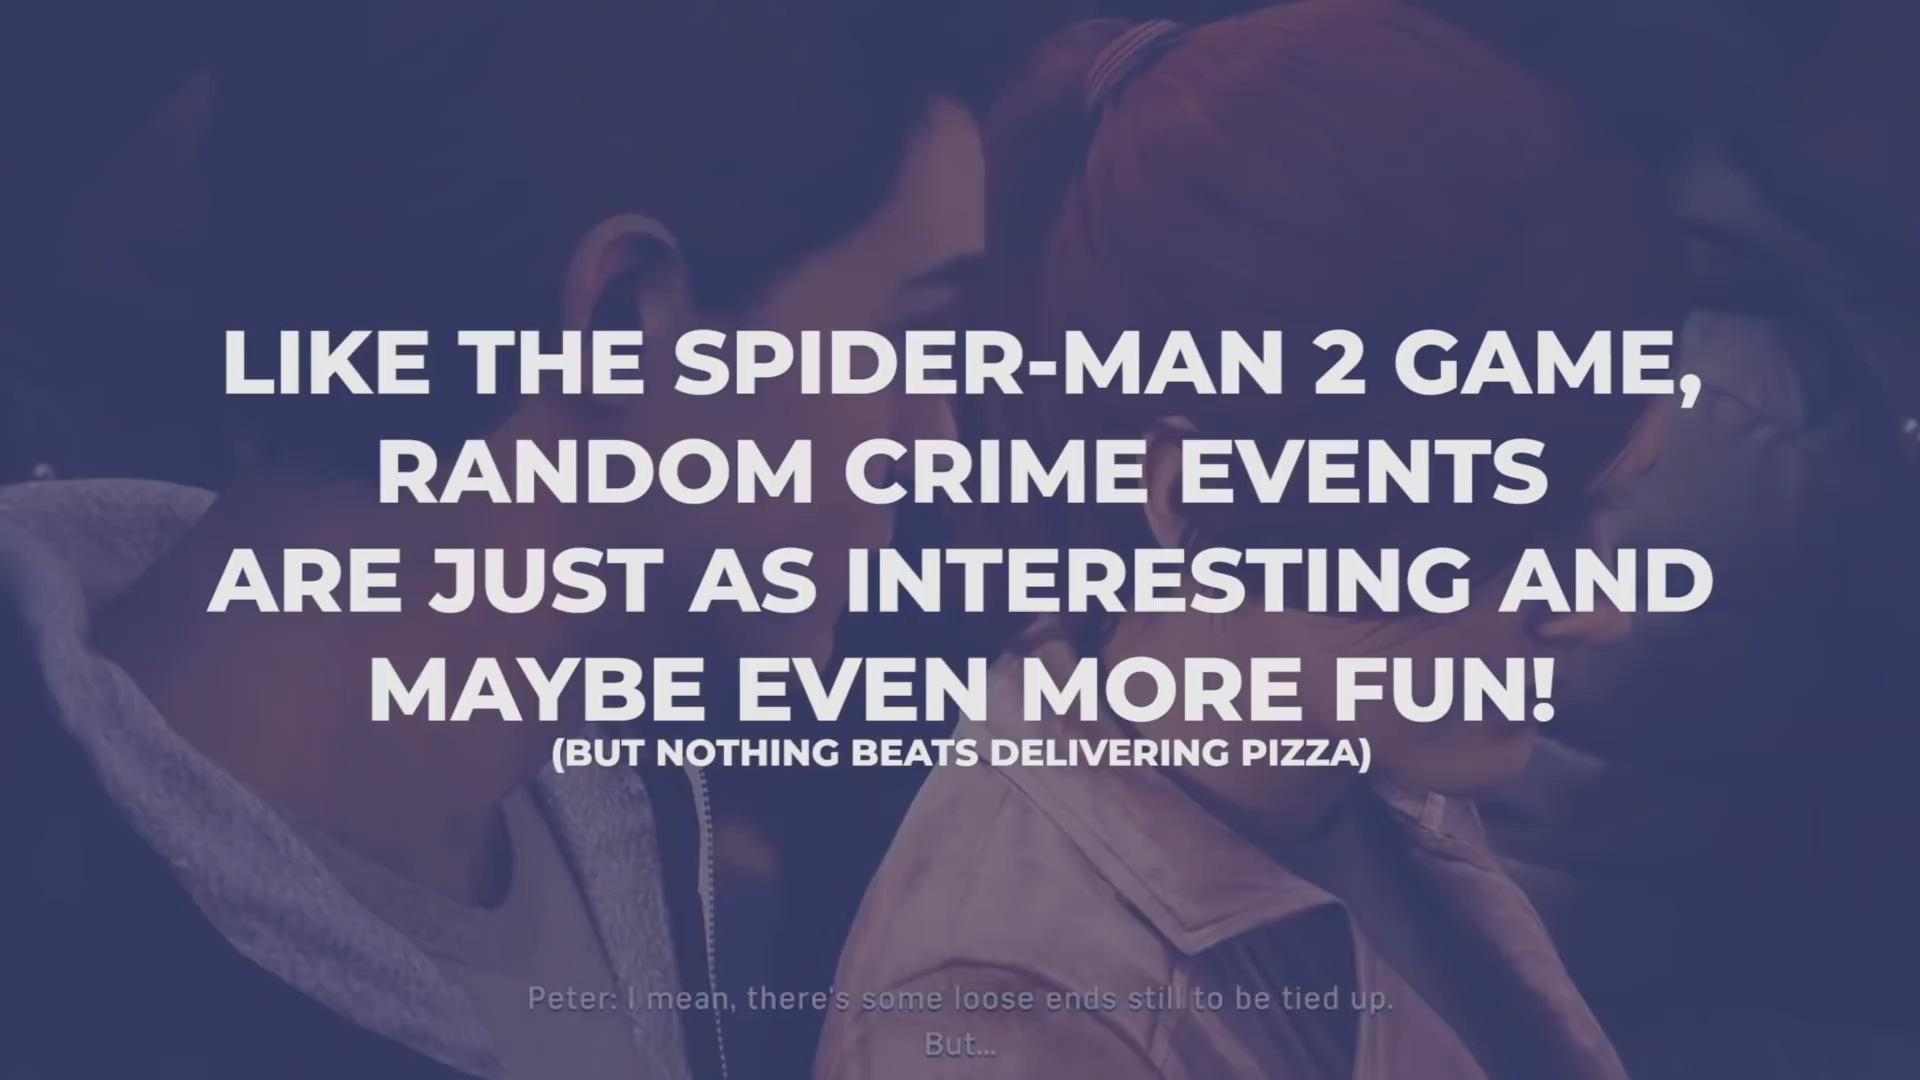 LIKE THE SPIDER-MAN 2 GAME,
RANDOM CRIME EVENTS
ARE JUST AS INTERESTING AND
MAYBE EVEN MORE FUN!
(BUT NOTHING BEATS DELIVERING PIZZA)
Peter: I mean, there's some loose ends still to be tied up.
But...